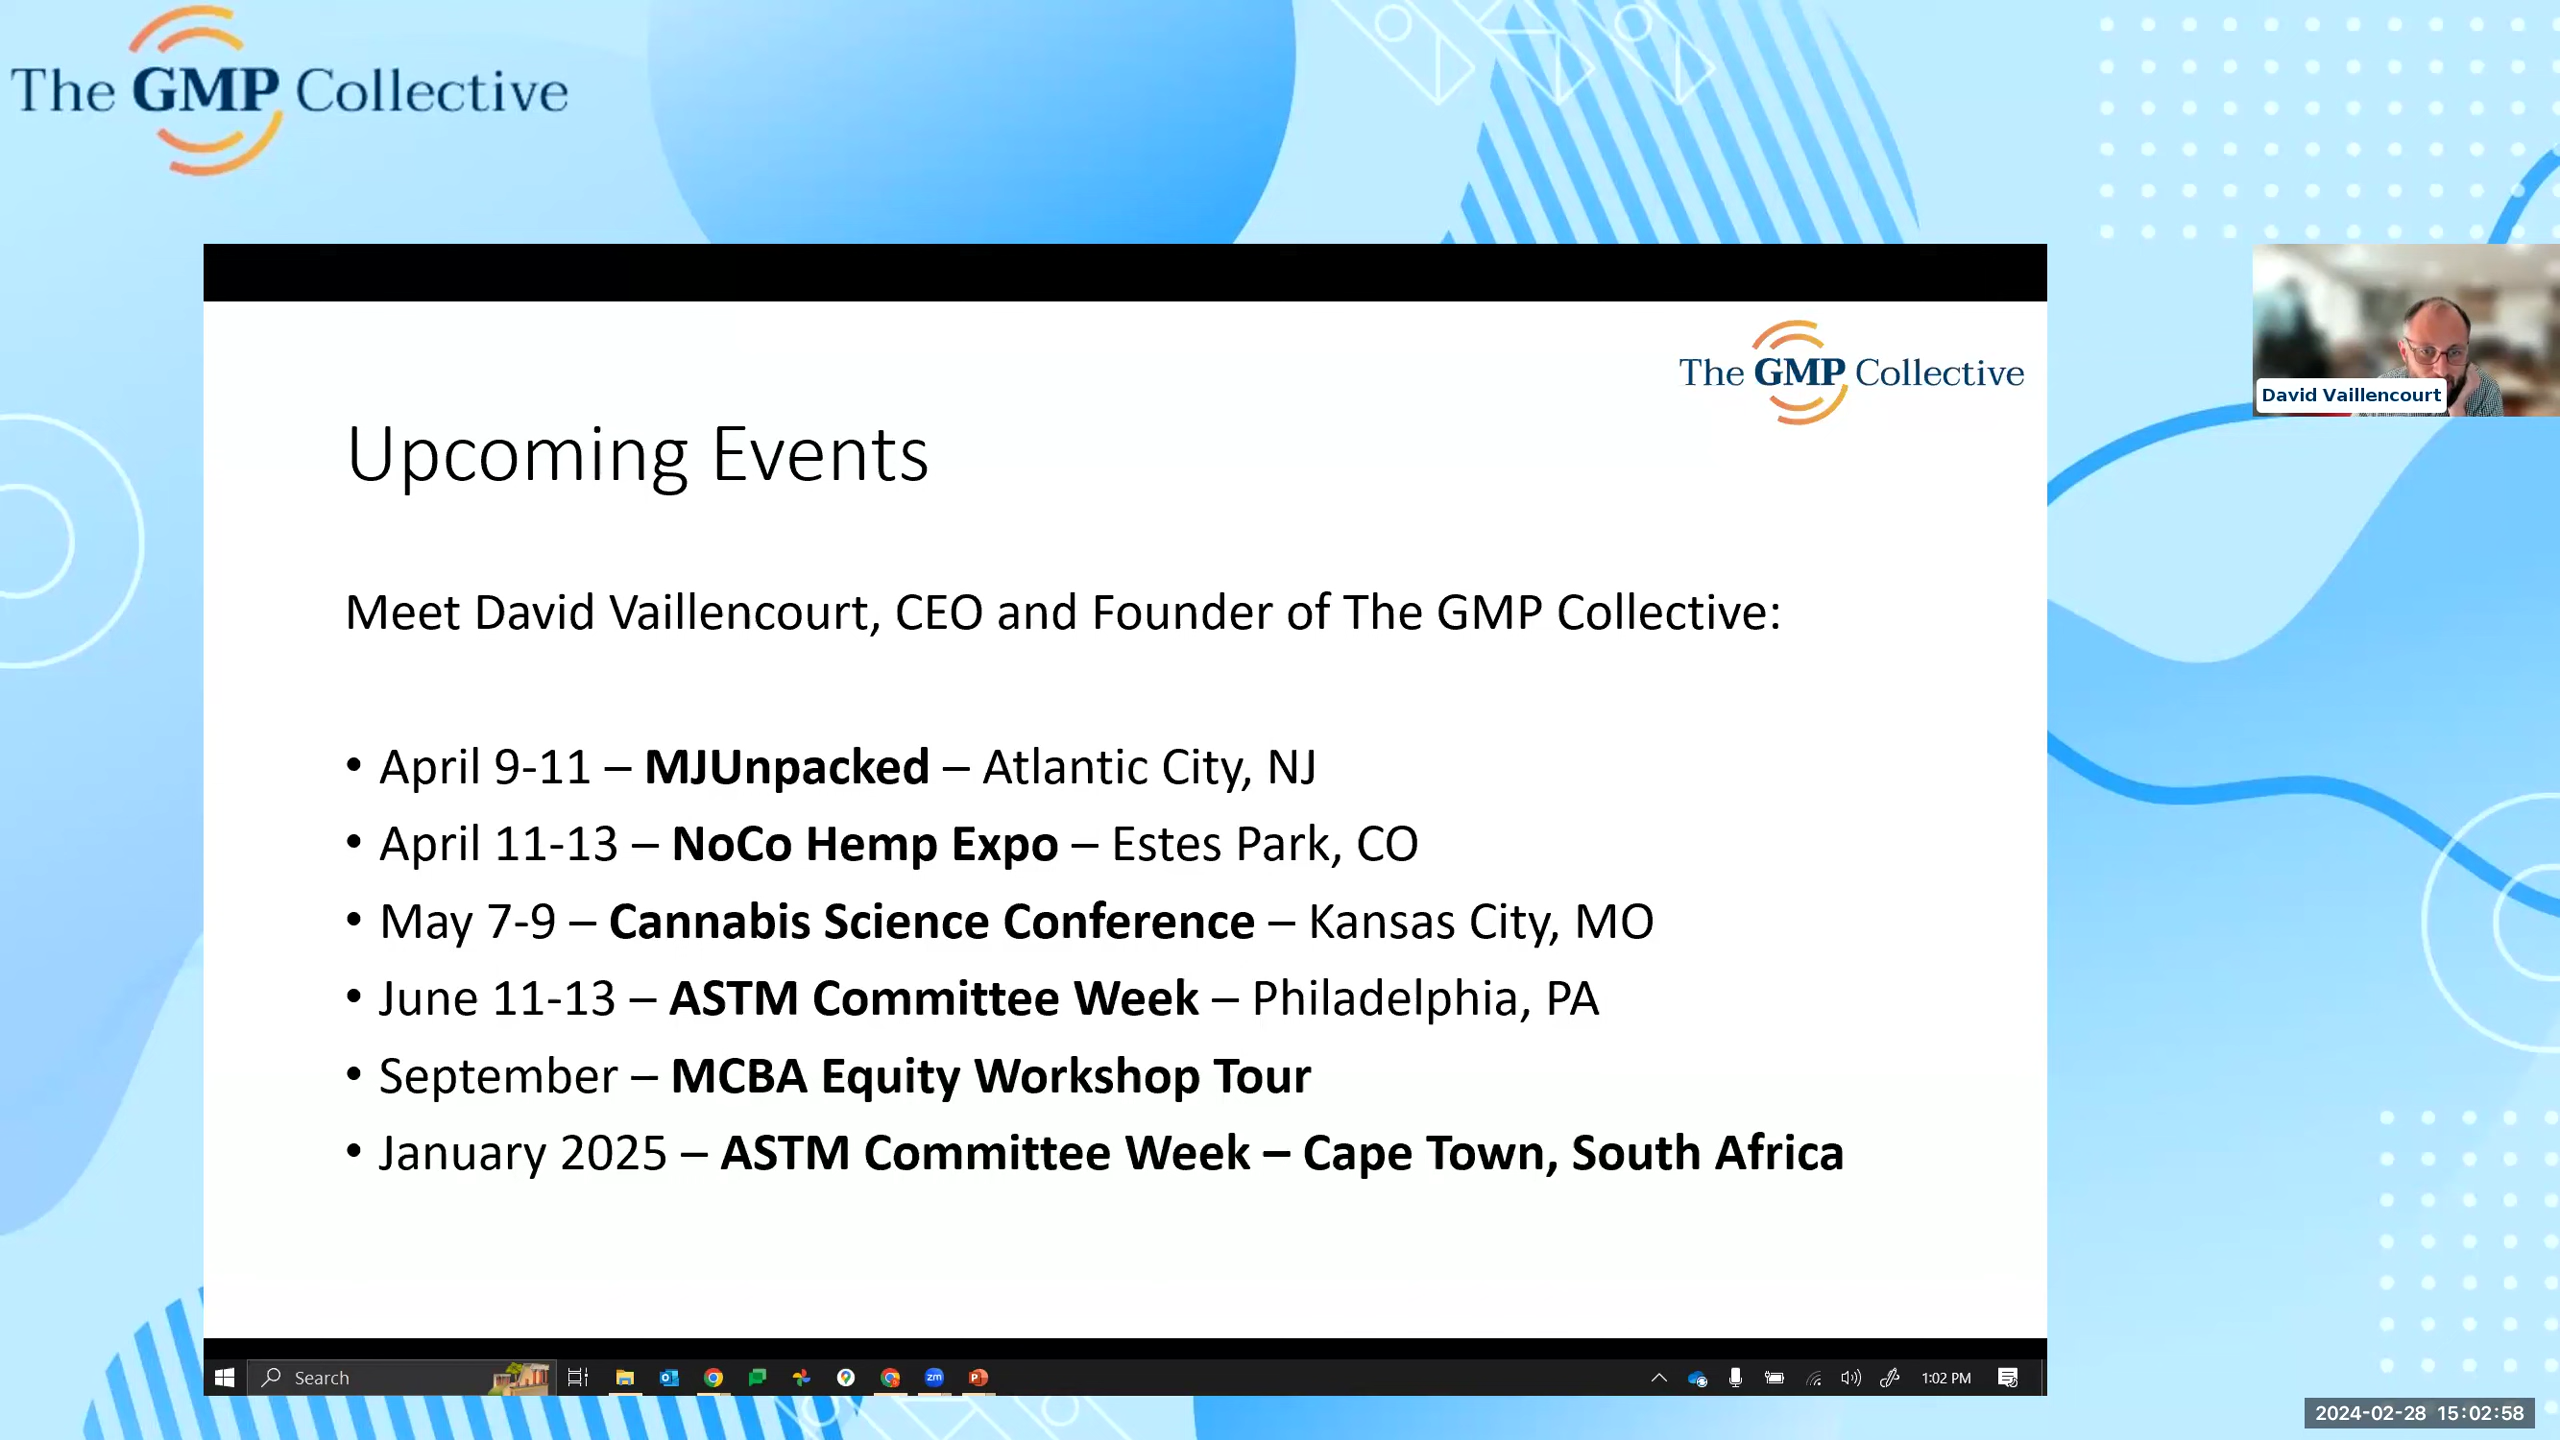 The GMP Collective
The GMP Collective
Upcoming Events
Meet David Vaillencourt, CEO and Founder of The GMP Collective:
• April 9-11 – MJUnpacked – Atlantic City, NJ
• April 11-13 – NoCo Hemp Expo – Estes Park, CO
• May 7-9 – Cannabis Science Conference – Kansas City, MO
• June 11-13 – ASTM Committee Week – Philadelphia, PA
• September – MCBA Equity Workshop Tour
• January 2025 – ASTM Committee Week – Cape Town, South Africa
David Vaillencourt
Search
zm
1:02 PM
2024-02-28 15:02:58